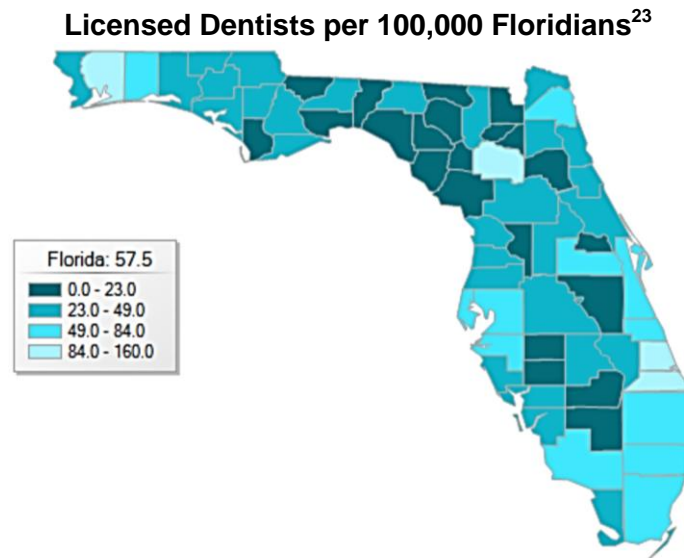 Licensed Dentists per 100,000 Floridians23
Florida: 57.5
0.0 - 23.0
23.0 - 49.0
49.0 - 84.0
84.0 - 160.0